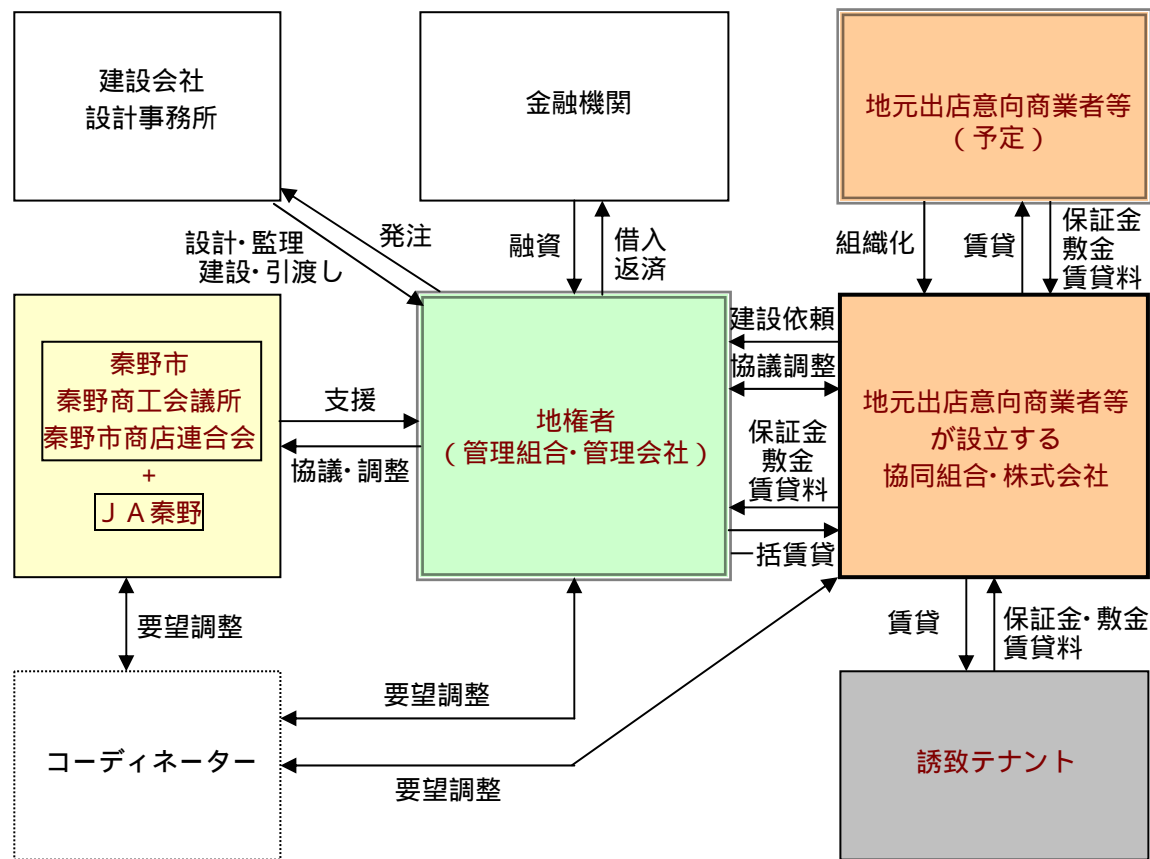 建設会社
設計事務所
金融機関
地元出店意向商業者等
(予定)
発注
設計・監理
建設・引渡し
融資
借入
返済
組織化
賃貸
保証金
敷金
賃貸料
秦野市
秦野商工会議所
秦野市商店連合会
+
JA秦野
支援
協議・調整
地権者
(管理組合・管理会社)
建設依頼
協議調整
保証金
敷金
賃貸料
一括賃貸
地元出店意向商業者等
が設立する
協同組合・株式会社
要望調整
賃貸
保証金・敷金
賃貸料
コーディネーター
要望調整
要望調整
誘致テナント